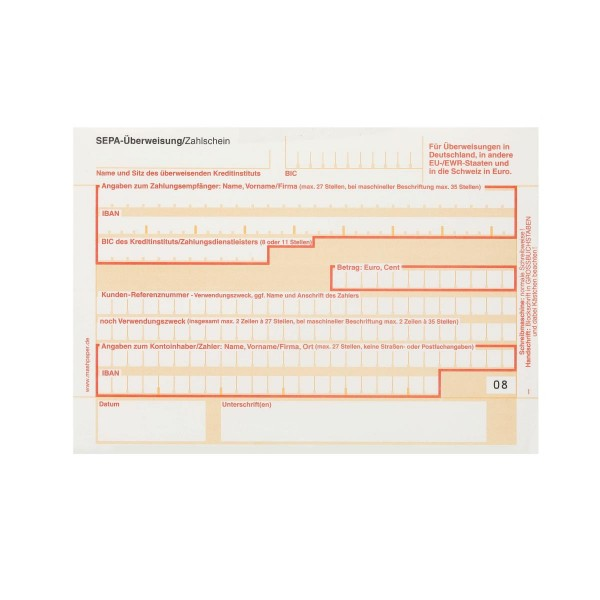 SEPA-Überweisung/Zahlschein
Für Überweisungen in
Deutschland, in andere
EU-/EWR-Staaten und
in die Schweiz in Euro.
Name und Sitz des überweisenden Kreditinstituts
BIC
Angaben zum Zahlungsempfänger: Name, Vorname/Firma (max. 27 Stellen, bei maschineller Beschriftung max. 35 Stellen)
IBAN
BIC des Kreditinstituts/Zahlungsdienstleisters (8 oder 11 Stellen)
Betrag: Euro, Cent
Kunden-Referenznummer - Verwendungszweck, ggf. Name und Anschrift des Zahlers
noch Verwendungszweck (insgesamt max. 2 Zeilen à 27 Stellen, bei maschineller Beschriftung max. 2 Zeilen à 35 Stellen)
Angaben zum Kontoinhaber/Zahler: Name, Vorname/Firma, Ort (max. 27 Stellen, keine Straßen- oder Postfachangaben)
IBAN
08
Datum
Unterschrift(en)
Schreibmaschine: normale Schreibweise!
Handschrift: Blockschrift in GROSSBUCHSTABEN
und dabei Kästchen beachten!